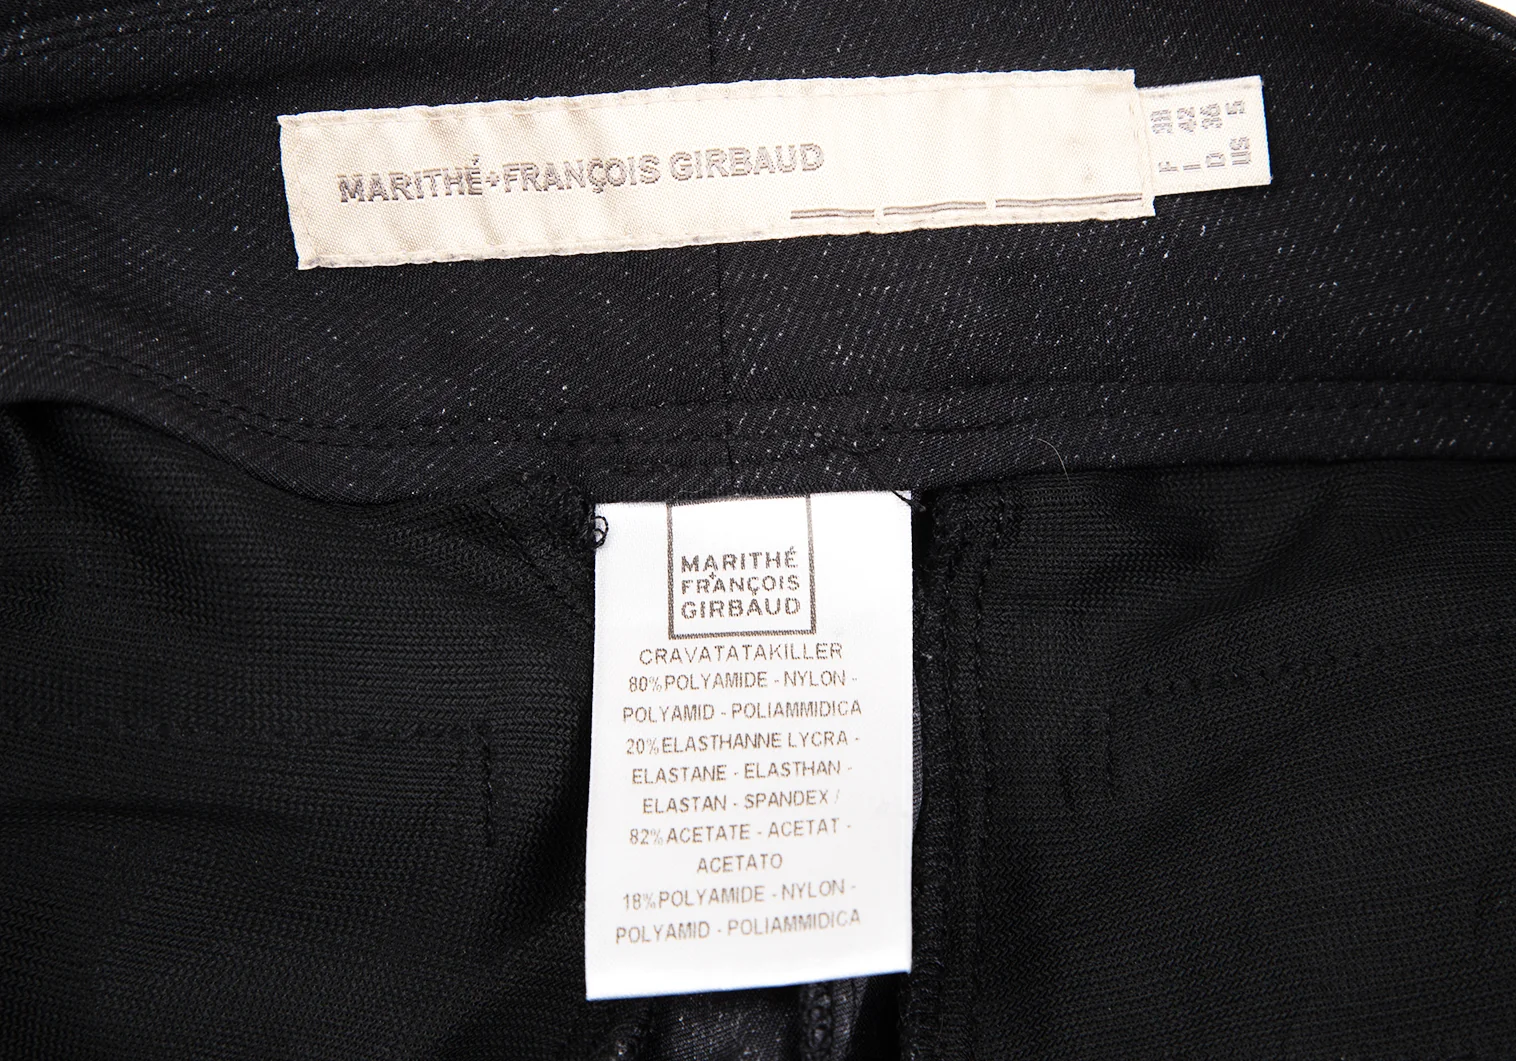 MARITHÉ+FRANÇOIS GIRBAUD
F 38
I 42
D 36
US 5
MARITHÉ
+
FRANÇOIS
GIRBAUD
CRAVATATAKILLER
80%POLYAMIDE - NYLON -
POLYAMID - POLIAMMIDICA
20%ELASTHANNE LYCRA -
ELASTANE - ELASTHAN -
ELASTAN - SPANDEX /
82%ACETATE - ACETAT -
ACETATO
18%POLYAMIDE - NYLON -
POLYAMID - POLIAMMIDICA